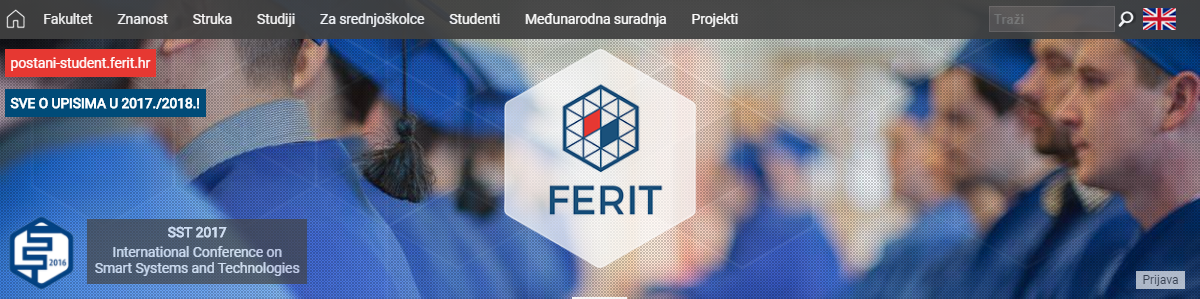 Fakultet Znanost Struka Studiji Za srednjoškolce Studenti Međunarodna suradnja Projekti Traži
postani-student.ferit.hr
SVE O UPISIMA U 2017./2018.!
FERIT
2016
SST 2017
International Conference on
Smart Systems and Technologies
Prijava